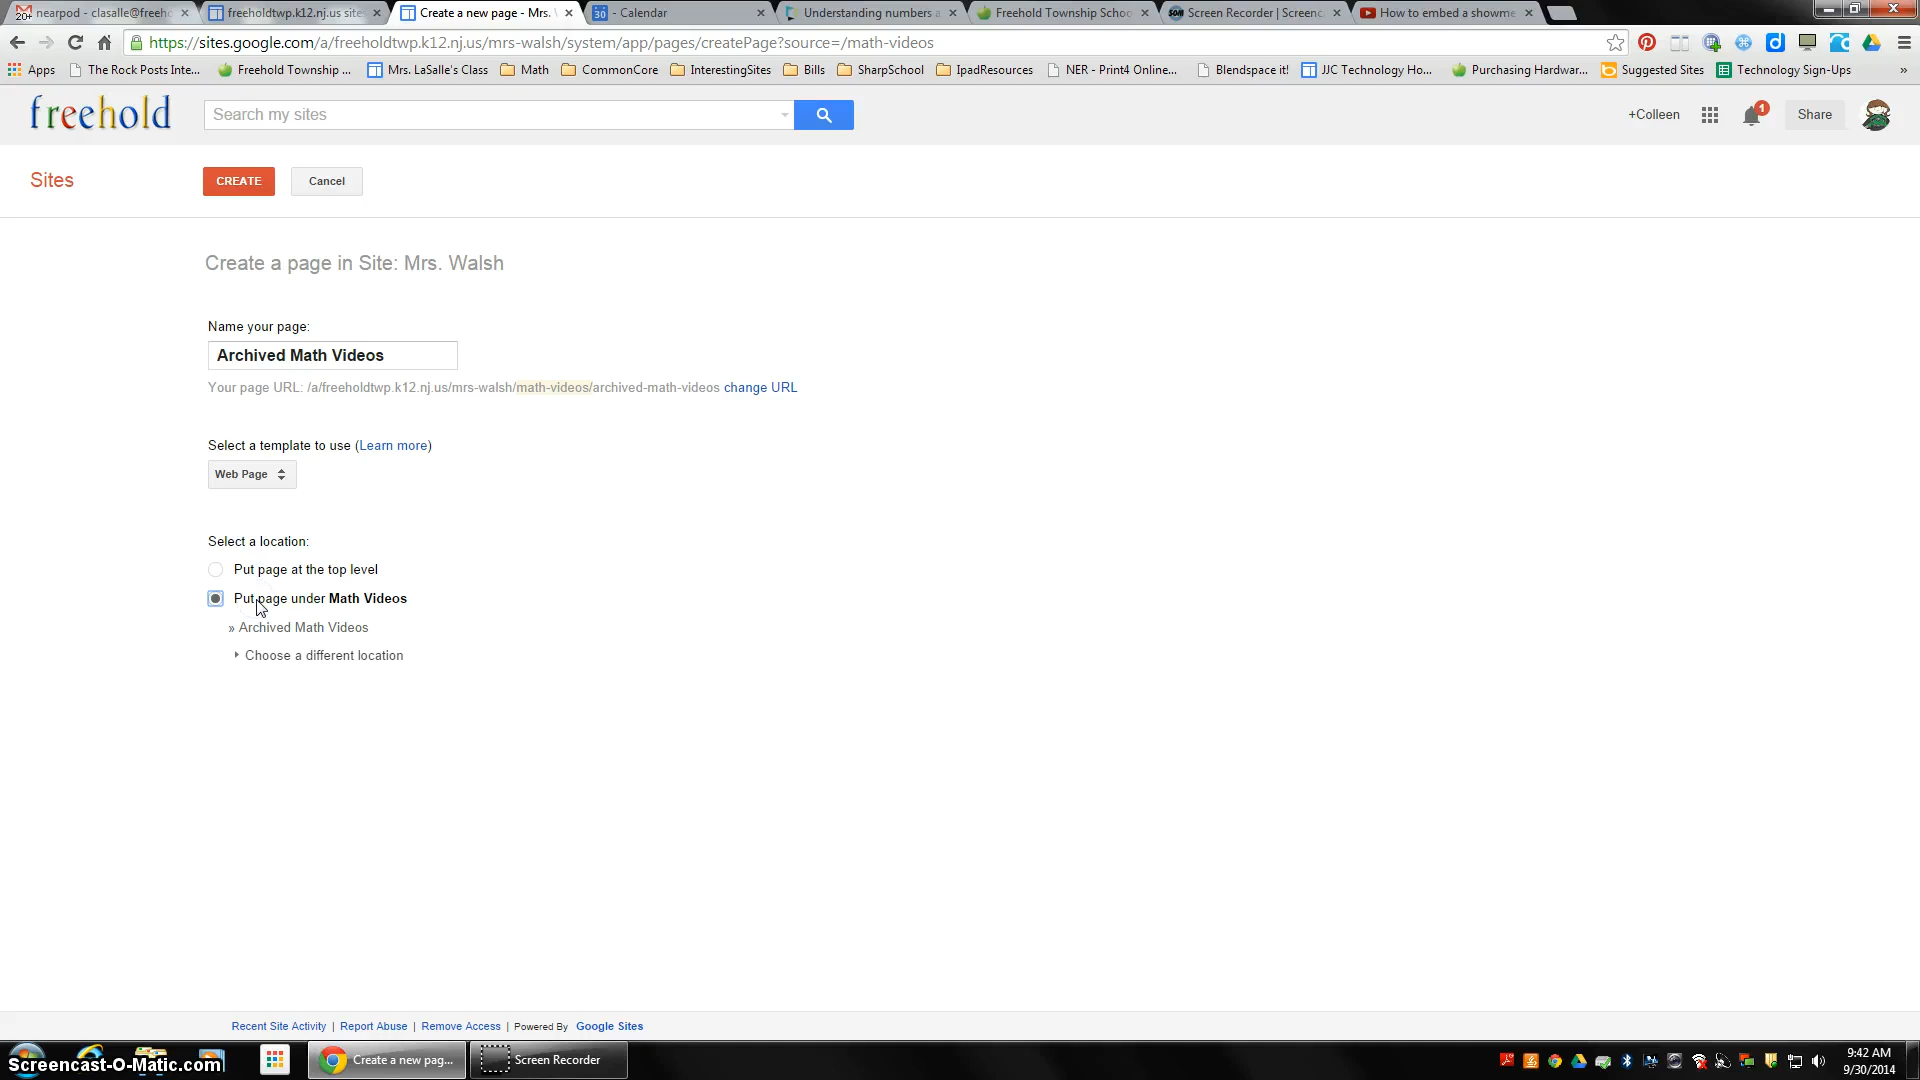 nearpod - clasalle@freeho
freeholdtwp.k12.nj.us site
Create a new page - Mrs.
- Calendar
Understanding numbers a
Freehold Township Schoo
Screen Recorder | Screenc
How to embed a showme
https://sites.google.com/a/freeholdtwp.k12.nj.us/mrs-walsh/system/app/pages/createPage?source=/math-videos
Apps
The Rock Posts Inte...
Freehold Township ...
Mrs. LaSalle's Class
Math
CommonCore
InterestingSites
Bills
SharpSchool
IpadResources
NER - Print4 Online...
Blendspace it!
JJC Technology Ho...
Purchasing Hardwar...
Suggested Sites
Technology Sign-Ups
»
freehold
Search my sites
+Colleen
1
Share
Sites
CREATE
Cancel
Create a page in Site: Mrs. Walsh
Name your page:
Archived Math Videos
Your page URL: /a/freeholdtwp.k12.nj.us/mrs-walsh/math-videos/archived-math-videos change URL
Select a template to use (Learn more)
Web Page
Select a location:
Put page at the top level
Put page under Math Videos
» Archived Math Videos
Choose a different location
Recent Site Activity | Report Abuse | Remove Access | Powered By Google Sites
Screencast-O-Matic.com
Create a new pag...
Screen Recorder
9:42 AM
9/30/2014